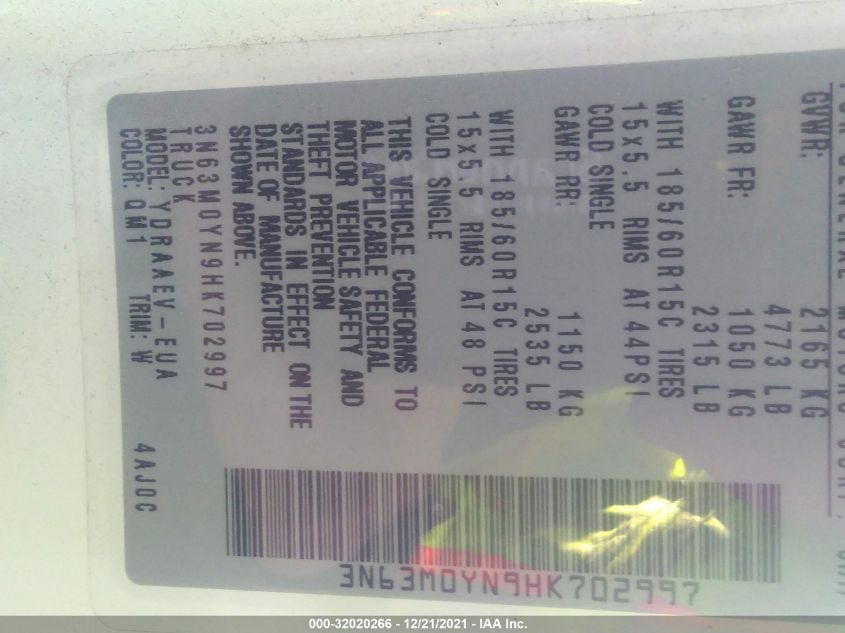 FOR GENERAL MOTORS CORP.
GVWR: 2165 KG
4773 LB
GAWR FR: 1050 KG
2315 LB
WITH 185/60R15C TIRES
15X5.5 RIMS AT 44PSI
COLD SINGLE
GAWR RR: 1150 KG
2535 LB
WITH 185/60R15C TIRES
15X5.5 RIMS AT 48 PSI
COLD SINGLE
THIS VEHICLE CONFORMS TO
ALL APPLICABLE FEDERAL
MOTOR VEHICLE SAFETY AND
THEFT PREVENTION
STANDARDS IN EFFECT ON THE
DATE OF MANUFACTURE
SHOWN ABOVE.
3N63M0YN9HK702997
TRUCK
MODEL: YDRAAEV-EUA
COLOR: QM1 TRIM: W 4AJ0C
3N63M0YN9HK702997
000-32020266 - 12/21/2021 - IAA Inc.